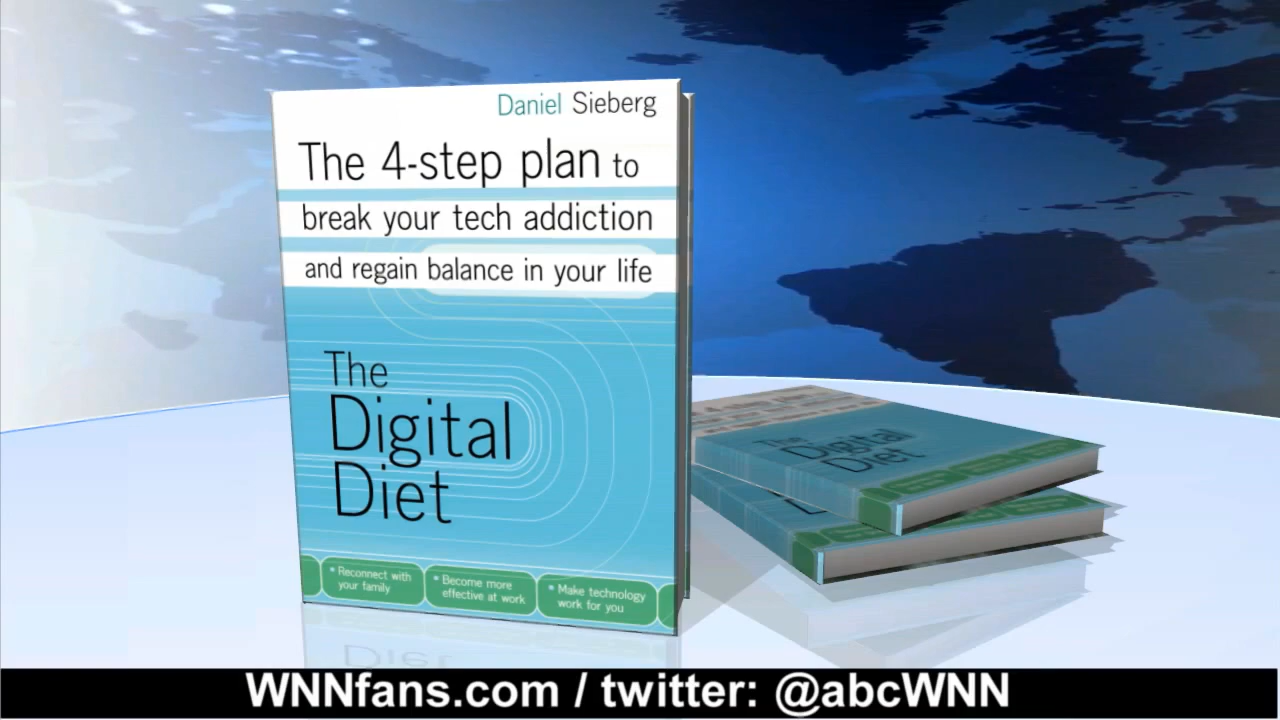 Daniel Sieberg
The 4-step plan to
break your tech addiction
and regain balance in your life
The
Digital
Diet
• Reconnect with
your family
• Become more
effective at work
• Make technology
work for you
The
Digital
Diet
Diet
WNNfans.com / twitter: @abcWNN